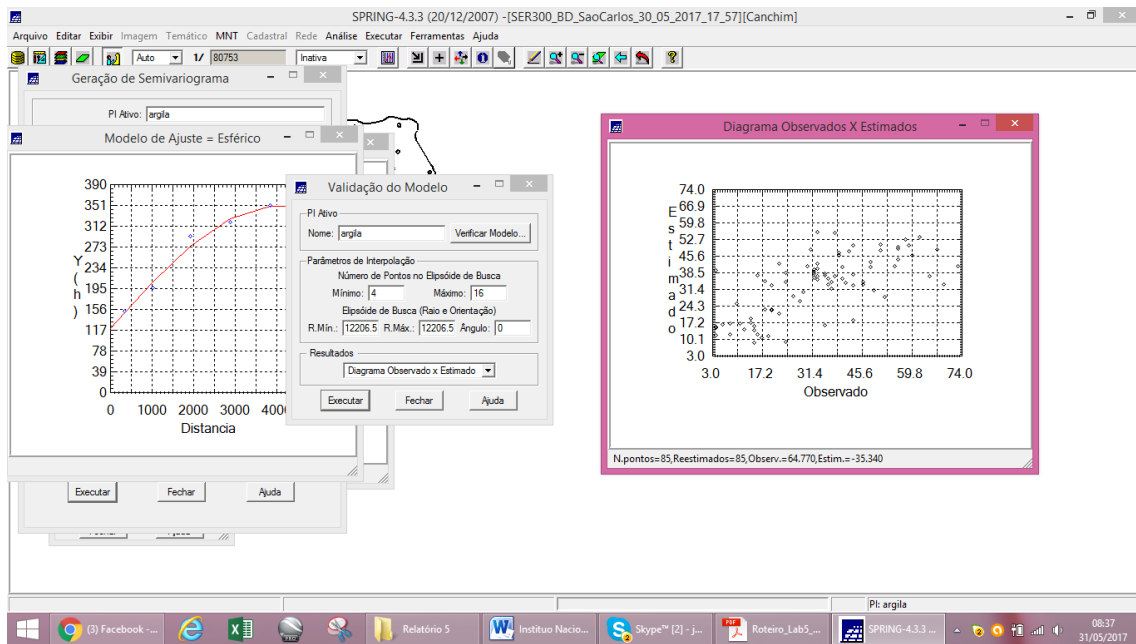 SPRING-4.3.3 (20/12/2007) -[SER300_BD_SaoCarlos_30_05_2017_17_57][Canchim]
Arquivo Editar Exibir Imagem Temático MNT Cadastral Rede Análise Executar Ferramentas Ajuda
Auto 1/ 80753 Inativa
Geração de Semivariograma
PI Ativo: argila
Modelo de Ajuste = Esférico
390
351
312
273
234
195
156
117
78
39
0
Y(h)
0 1000 2000 3000 400
Distancia
Executar Fechar Ajuda
Validação do Modelo
PI Ativo
Nome: argila Verificar Modelo...
Parâmetros de Interpolação
Número de Pontos no Elipsóide de Busca
Mínimo: 4 Máximo: 16
Elipsóide de Busca (Raio e Orientação)
R.Mín.: 12206.5 R.Máx.: 12206.5 Ângulo: 0
Resultados
Diagrama Observado x Estimado
Executar Fechar Ajuda
Diagrama Observados X Estimados
74.0
66.9
59.8
52.7
45.6
38.5
31.4
24.3
17.2
10.1
3.0
Estimado
3.0 17.2 31.4 45.6 59.8 74.0
Observado
N.pontos=85,Reestimados=85,Observ.=64.770,Estim.=-35.340
PI: argila
(3) Facebook -...
Relatório 5
Instituo Nacio...
Skype™ [2] - j...
Roteiro_Lab5_...
SPRING-4.3.3 ...
08:37
31/05/2017